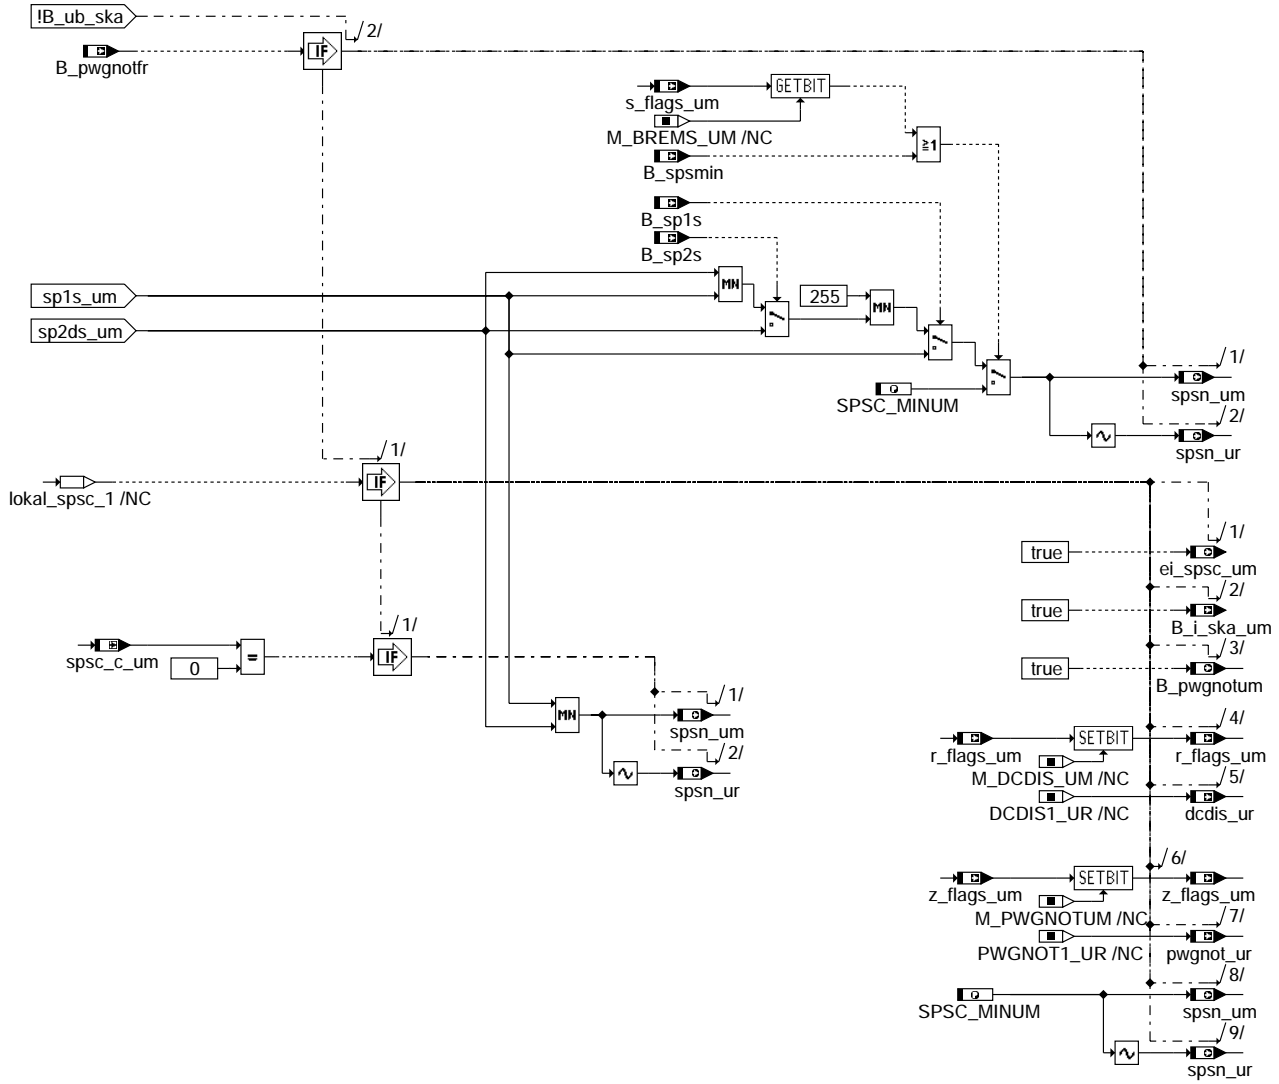 !B_ub_ska
/2/
IF
B_pwgnotfr
GETBIT
s_flags_um
M_BREMS_UM /NC
≥1
B_spsmin
B_sp1s
B_sp2s
MN
sp1s_um
255
MN
sp2ds_um
/1/
SPSC_MINUM
spsn_um
/2/
spsn_ur
/1/
IF
lokal_spsc_1 /NC
/1/
true
ei_spsc_um
/2/
true
B_i_ska_um
/1/
IF
spsc_c_um
=
0
/3/
true
B_pwgnotum
/1/
MN
spsn_um
/2/
spsn_ur
/4/
SETBIT
r_flags_um
r_flags_um
M_DCDIS_UM /NC
/5/
DCDIS1_UR /NC
dcdis_ur
/6/
SETBIT
z_flags_um
z_flags_um
M_PWGNOTUM /NC
/7/
PWGNOT1_UR /NC
pwgnot_ur
/8/
SPSC_MINUM
spsn_um
/9/
spsn_ur